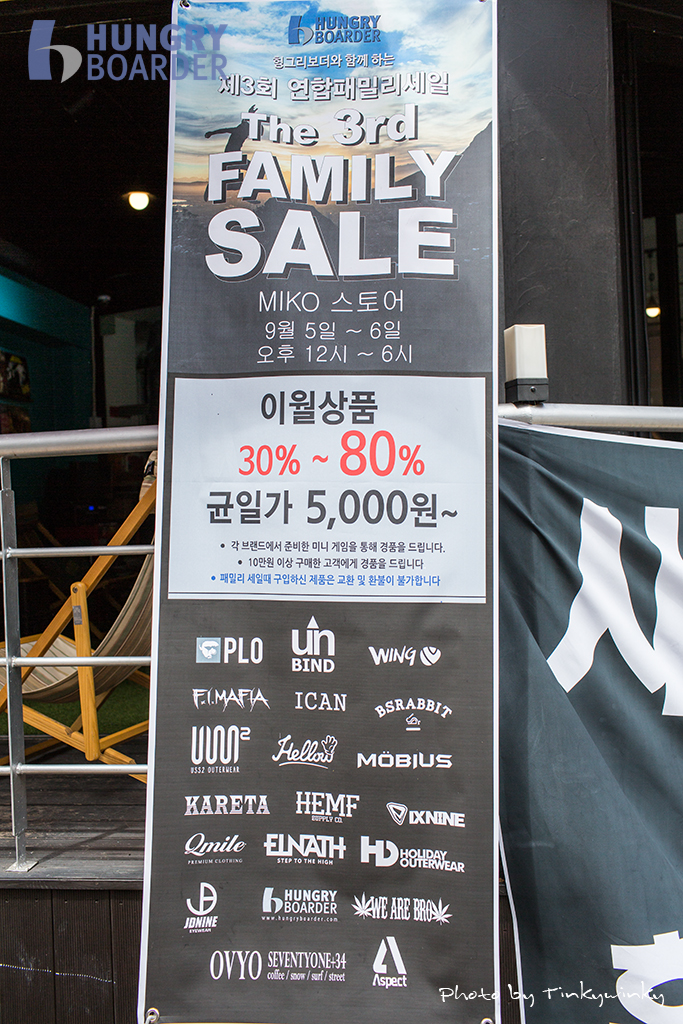 HUNGRY
BOARDER
HUNGRY
BOARDER
헝그리보더와 함께 하는
제3회 연합패밀리세일
The 3rd
FAMILY
SALE
MIKO 스토어
9월 5일 ~ 6일
오후 12시 ~ 6시
이월상품
30% ~ 80%
균일가 5,000원~
• 각 브랜드에서 준비한 미니 게임을 통해 경품을 드립니다.
• 10만원 이상 구매한 고객에게 경품을 드립니다
• 패밀리 세일때 구입하신 제품은 교환 및 환불이 불가합니다
PLO
un
BIND
WING
F.I.MAFIA
ICAN
BSRABBIT
USS2 OUTERWEAR
Hellow
MÖBIUS
KARETA
HEMF
SUPPLY CO.
IXNINE
Qmile
PREMIUM CLOTHING
ELNATH
STEP TO THE HIGH
HD HOLIDAY
OUTERWEAR
JDNINE
EYEWEAR
HUNGRY
BOARDER
www.hungryboarder.com
WE ARE BRO
OVYO
SEVENTYONE+34
coffee / snow / surf / street
Aspect
Photo by Tinkywinky